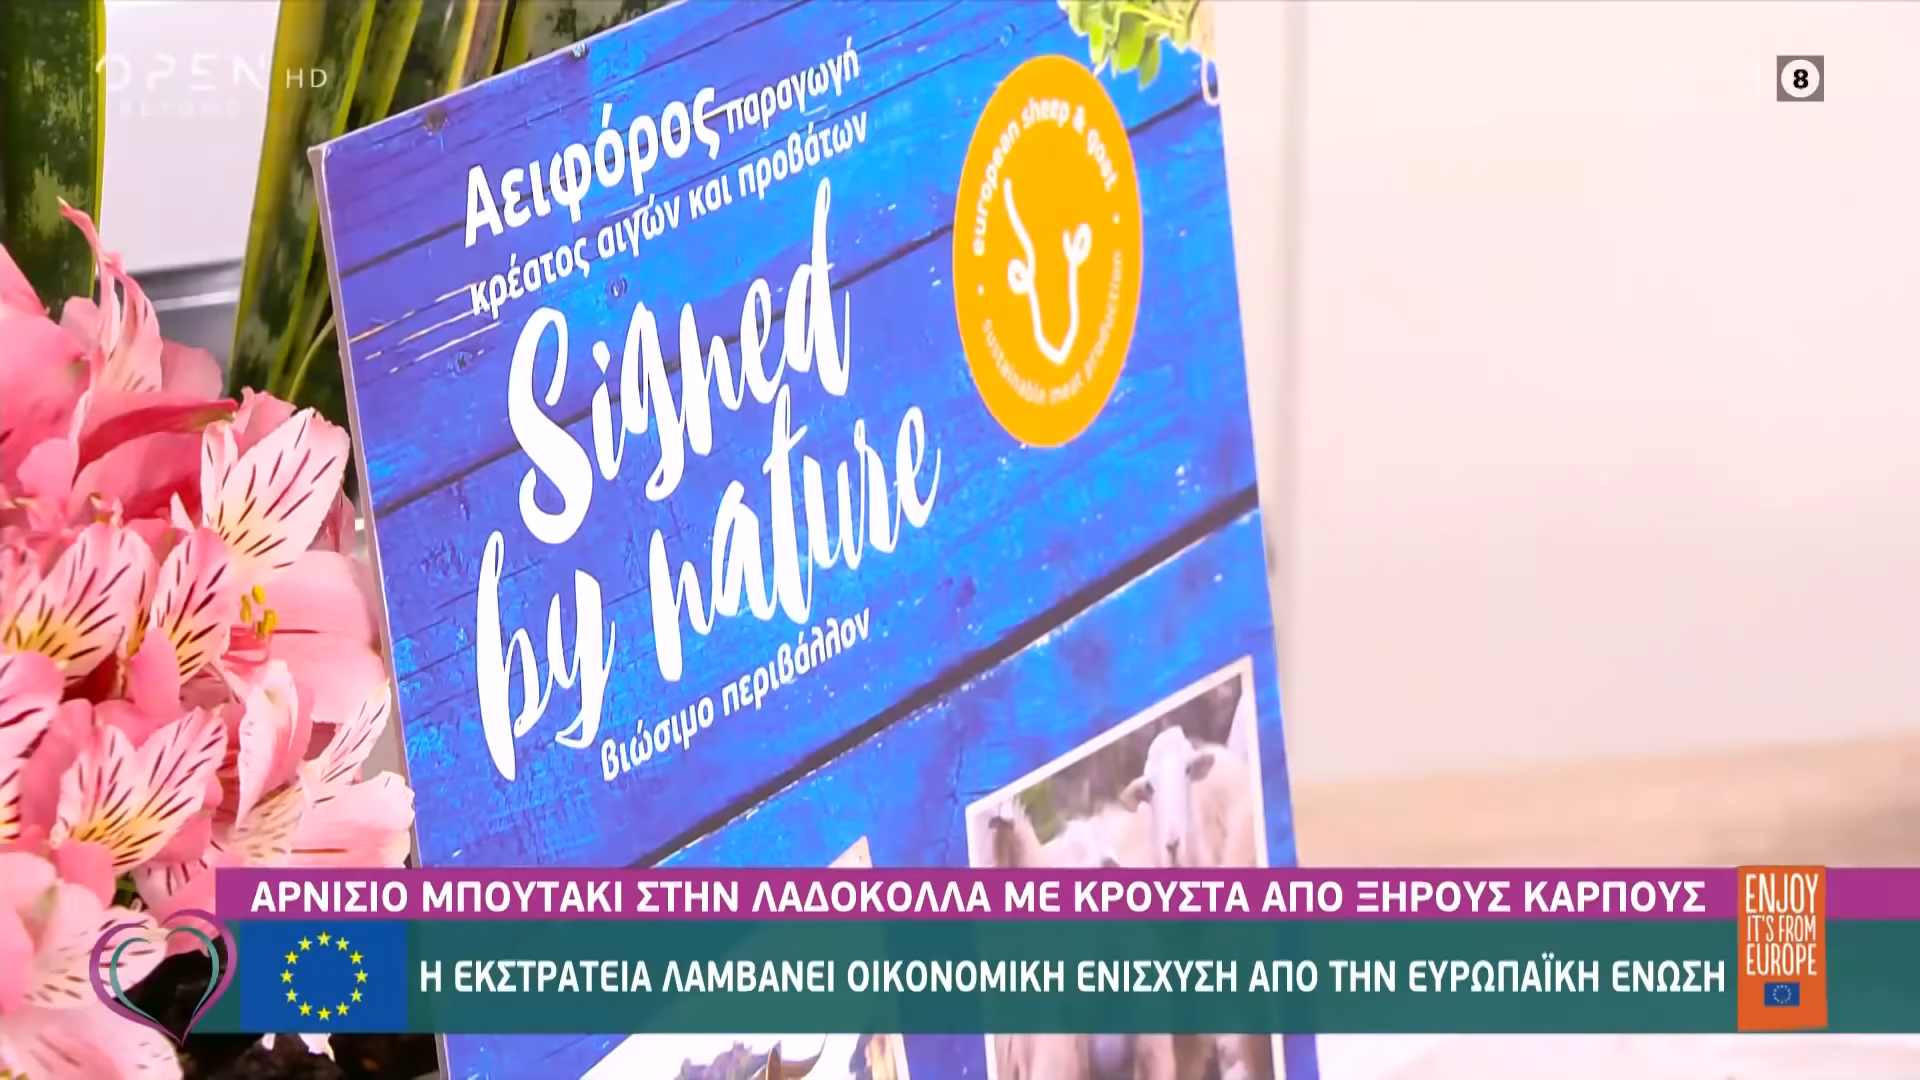 OPEN HD
BEYOND
8
Αειφόρος παραγωγή
κρέατος αιγών και προβάτων
Signed
by nature
βιώσιμο περιβάλλον
european sheep & goat
sustainable meat production
ΑΡΝΙΣΙΟ ΜΠΟΥΤΑΚΙ ΣΤΗΝ ΛΑΔΟΚΟΛΛΑ ΜΕ ΚΡΟΥΣΤΑ ΑΠΟ ΞΗΡΟΥΣ ΚΑΡΠΟΥΣ
Η ΕΚΣΤΡΑΤΕΙΑ ΛΑΜΒΑΝΕΙ ΟΙΚΟΝΟΜΙΚΗ ΕΝΙΣΧΥΣΗ ΑΠΟ ΤΗΝ ΕΥΡΩΠΑΪΚΗ ΕΝΩΣΗ
ENJOY
IT'S FROM
EUROPE